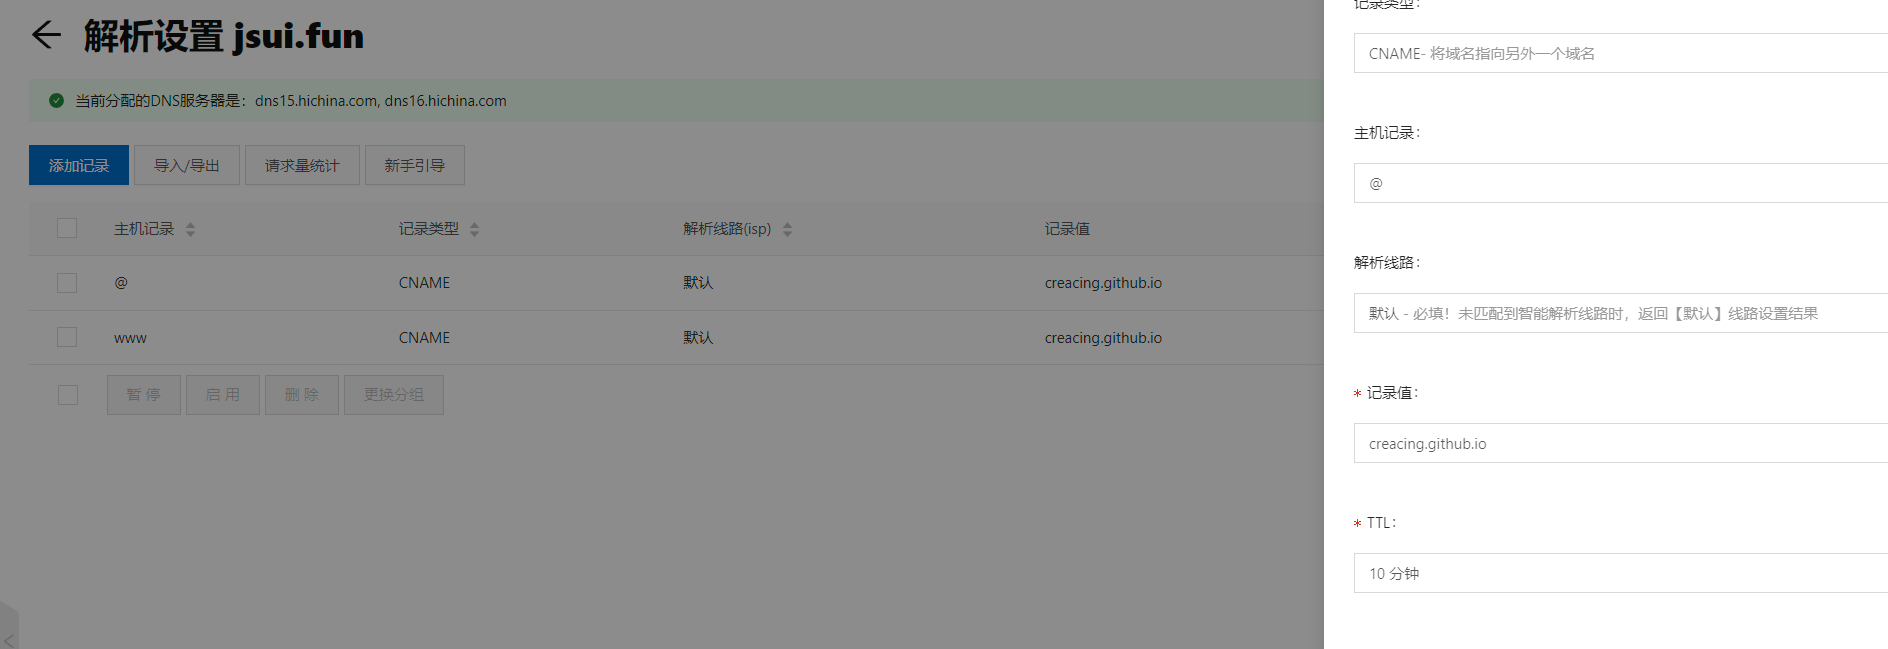 解析设置 jsui.fun
当前分配的DNS服务器是：dns15.hichina.com, dns16.hichina.com
添加记录 导入/导出 请求量统计 新手引导
主机记录 记录类型 解析线路(isp) 记录值
@ CNAME 默认 creacing.github.io
www CNAME 默认 creacing.github.io
暂 停 启 用 删 除 更换分组
记录类型：
CNAME- 将域名指向另外一个域名
主机记录：
@
解析线路：
默认 - 必填！未匹配到智能解析线路时，返回【默认】线路设置结果
* 记录值：
creacing.github.io
* TTL：
10 分钟